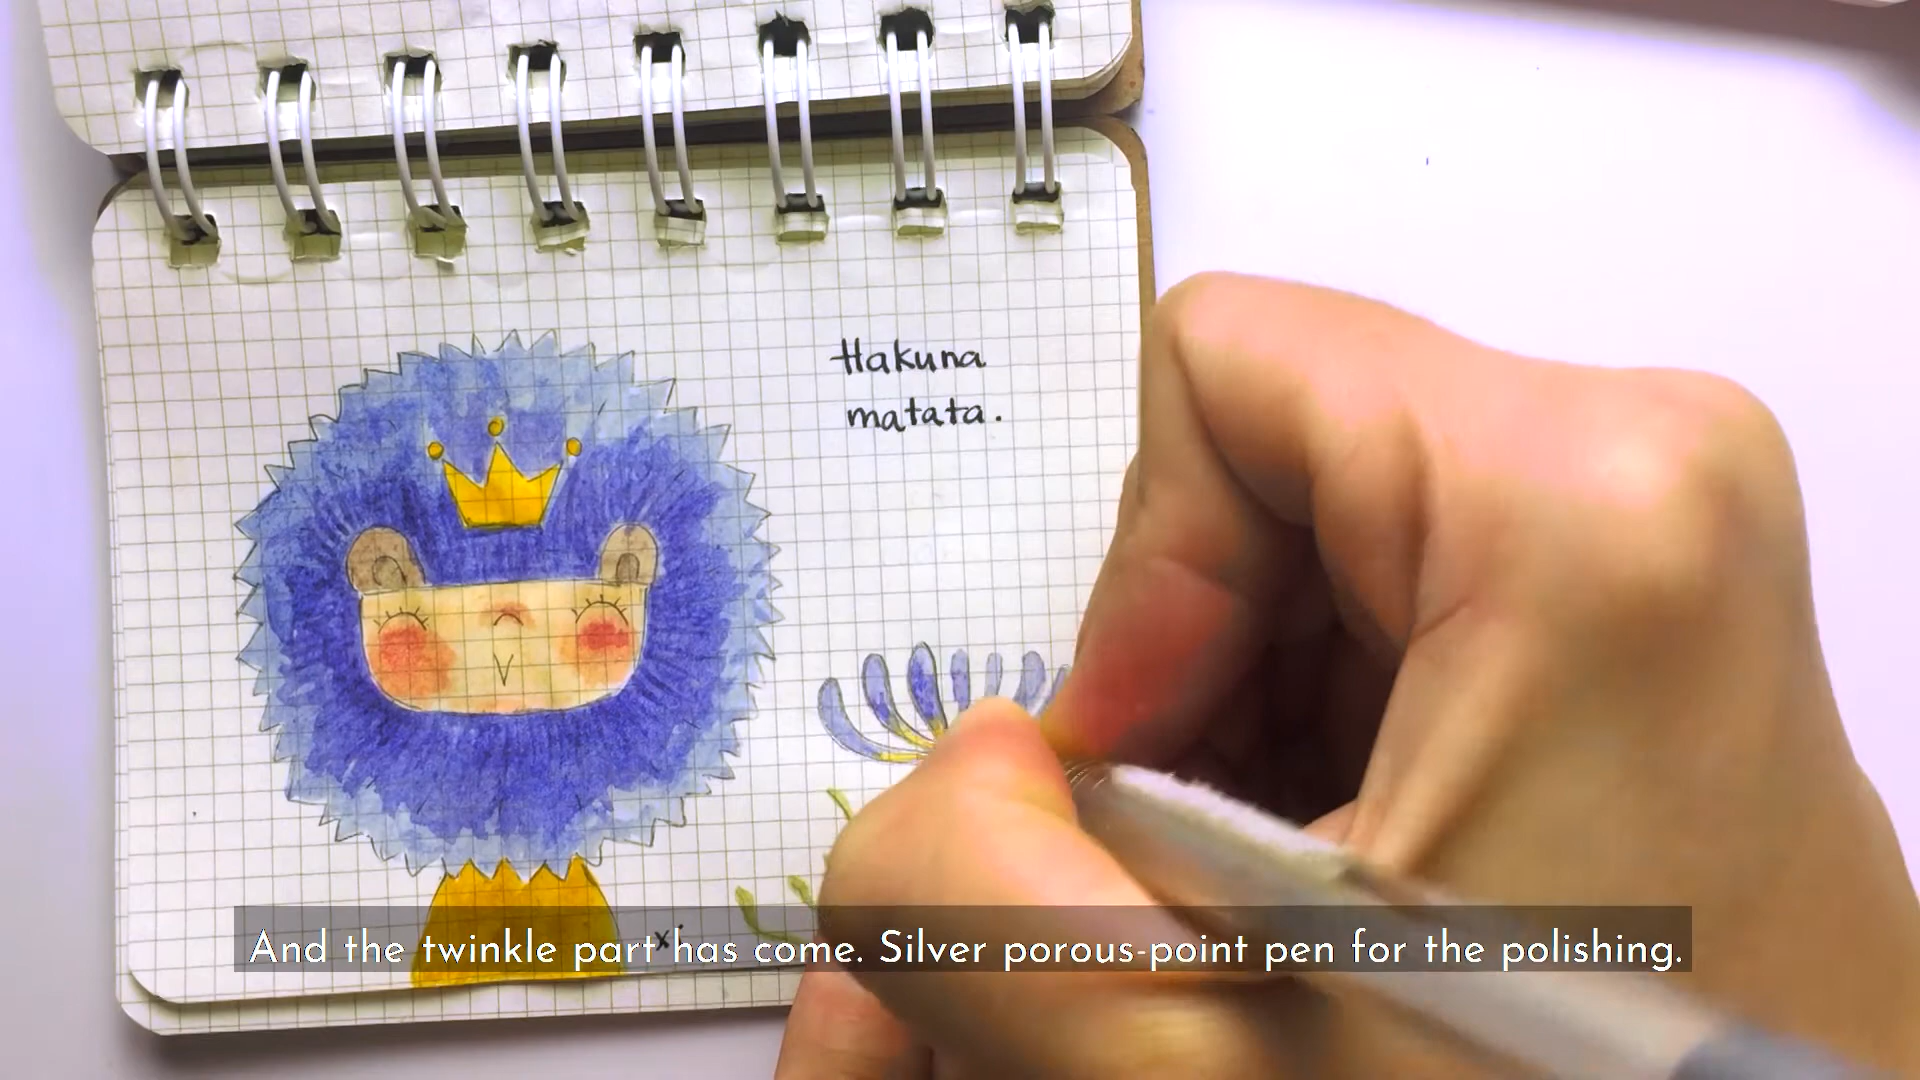 Hakuna
matata.
And the twinkle part has come. Silver porous-point pen for the polishing.